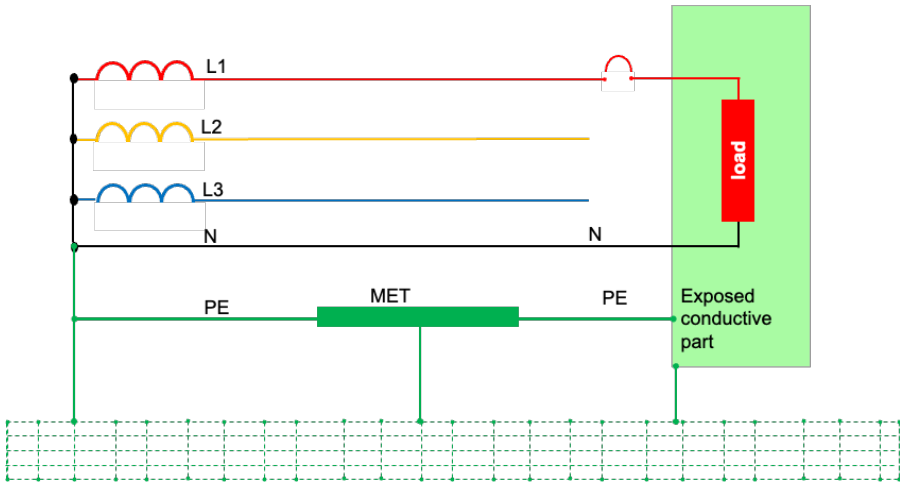 L1
L2
L3
N
N
load
PE
MET
PE
Exposed
conductive
part